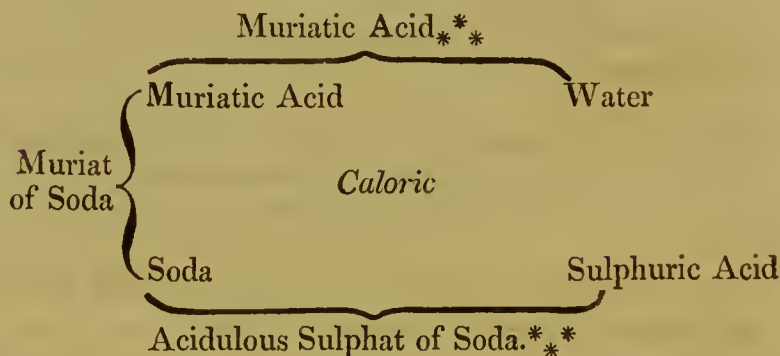 Muriatic Acid⁎*⁎
Muriatic Acid Water
Muriat
of Soda
Caloric
Soda Sulphuric Acid
Acidulous Sulphat of Soda.*⁎*